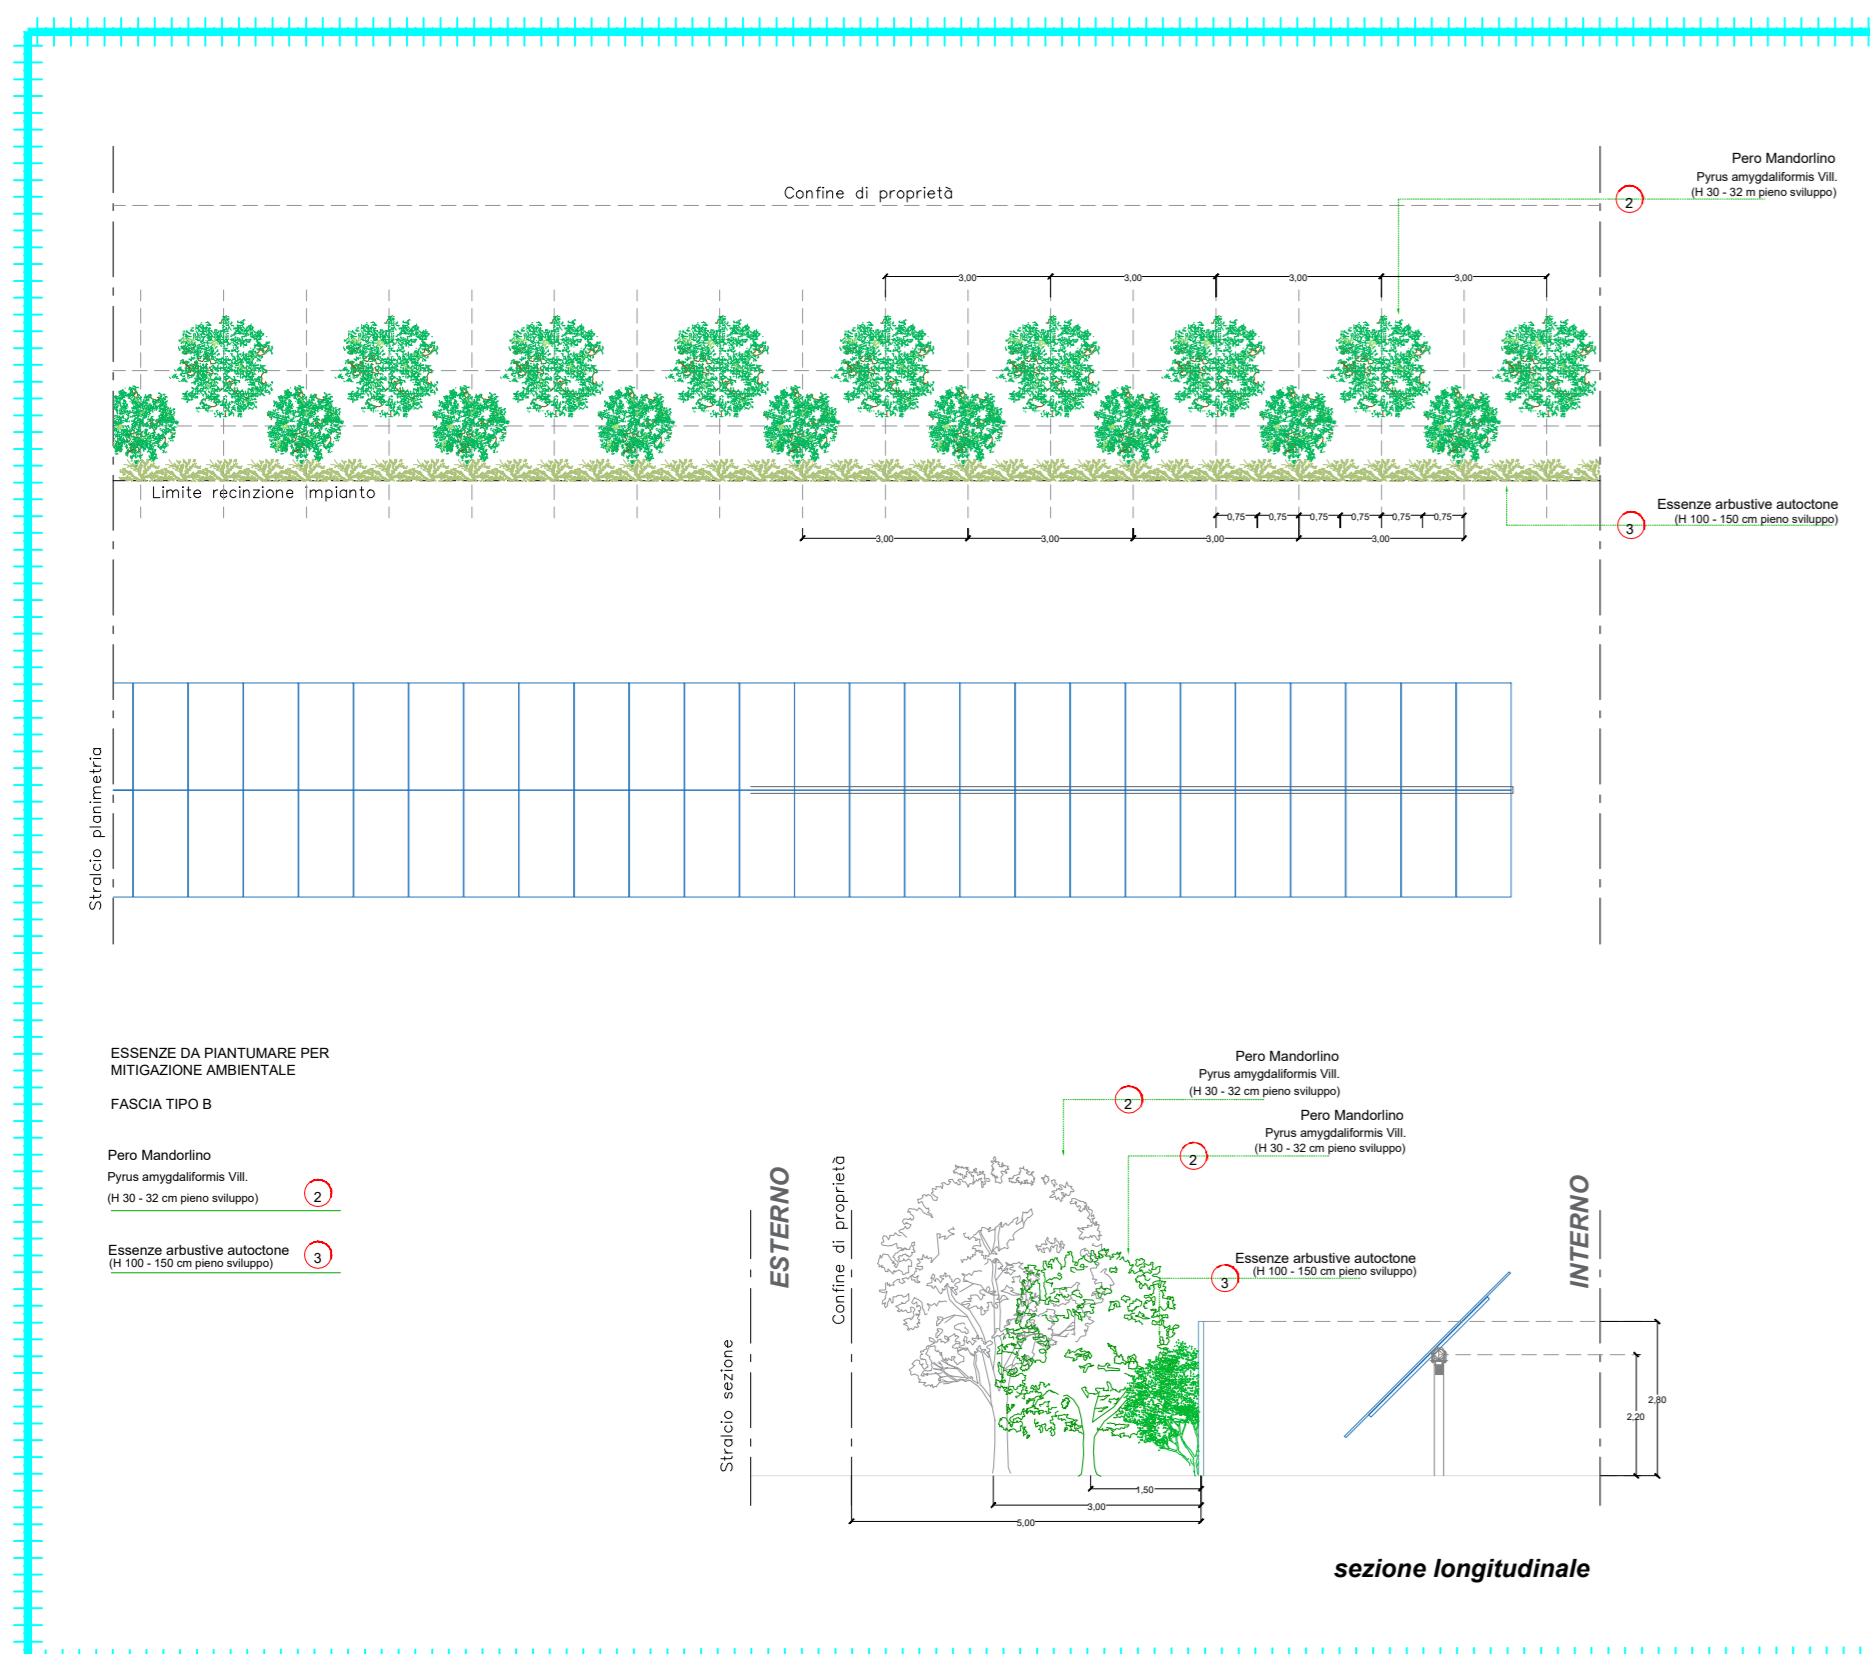 Pero Mandorlino
Pyrus amygdaliformis Vill.
(H 30 - 32 m pieno sviluppo)
2
Confine di proprietà
3,00
3,00
3,00
3,00
Limite recinzione impianto
Essenze arbustive autoctone
(H 100 - 150 cm pieno sviluppo)
3
0,75
0,75
0,75
0,75
0,75
0,75
3,00
3,00
3,00
3,00
Stralcio planimetria
ESSENZE DA PIANTUMARE PER
MITIGAZIONE AMBIENTALE
FASCIA TIPO B
Pero Mandorlino
Pyrus amygdaliformis Vill.
(H 30 - 32 cm pieno sviluppo)
2
Essenze arbustive autoctone
(H 100 - 150 cm pieno sviluppo)
3
Pero Mandorlino
Pyrus amygdaliformis Vill.
(H 30 - 32 cm pieno sviluppo)
2
Pero Mandorlino
Pyrus amygdaliformis Vill.
(H 30 - 32 cm pieno sviluppo)
2
Essenze arbustive autoctone
(H 100 - 150 cm pieno sviluppo)
3
Stralcio sezione
ESTERNO
Confine di proprietà
INTERNO
2,80
2,20
1,50
3,00
5,00
sezione longitudinale